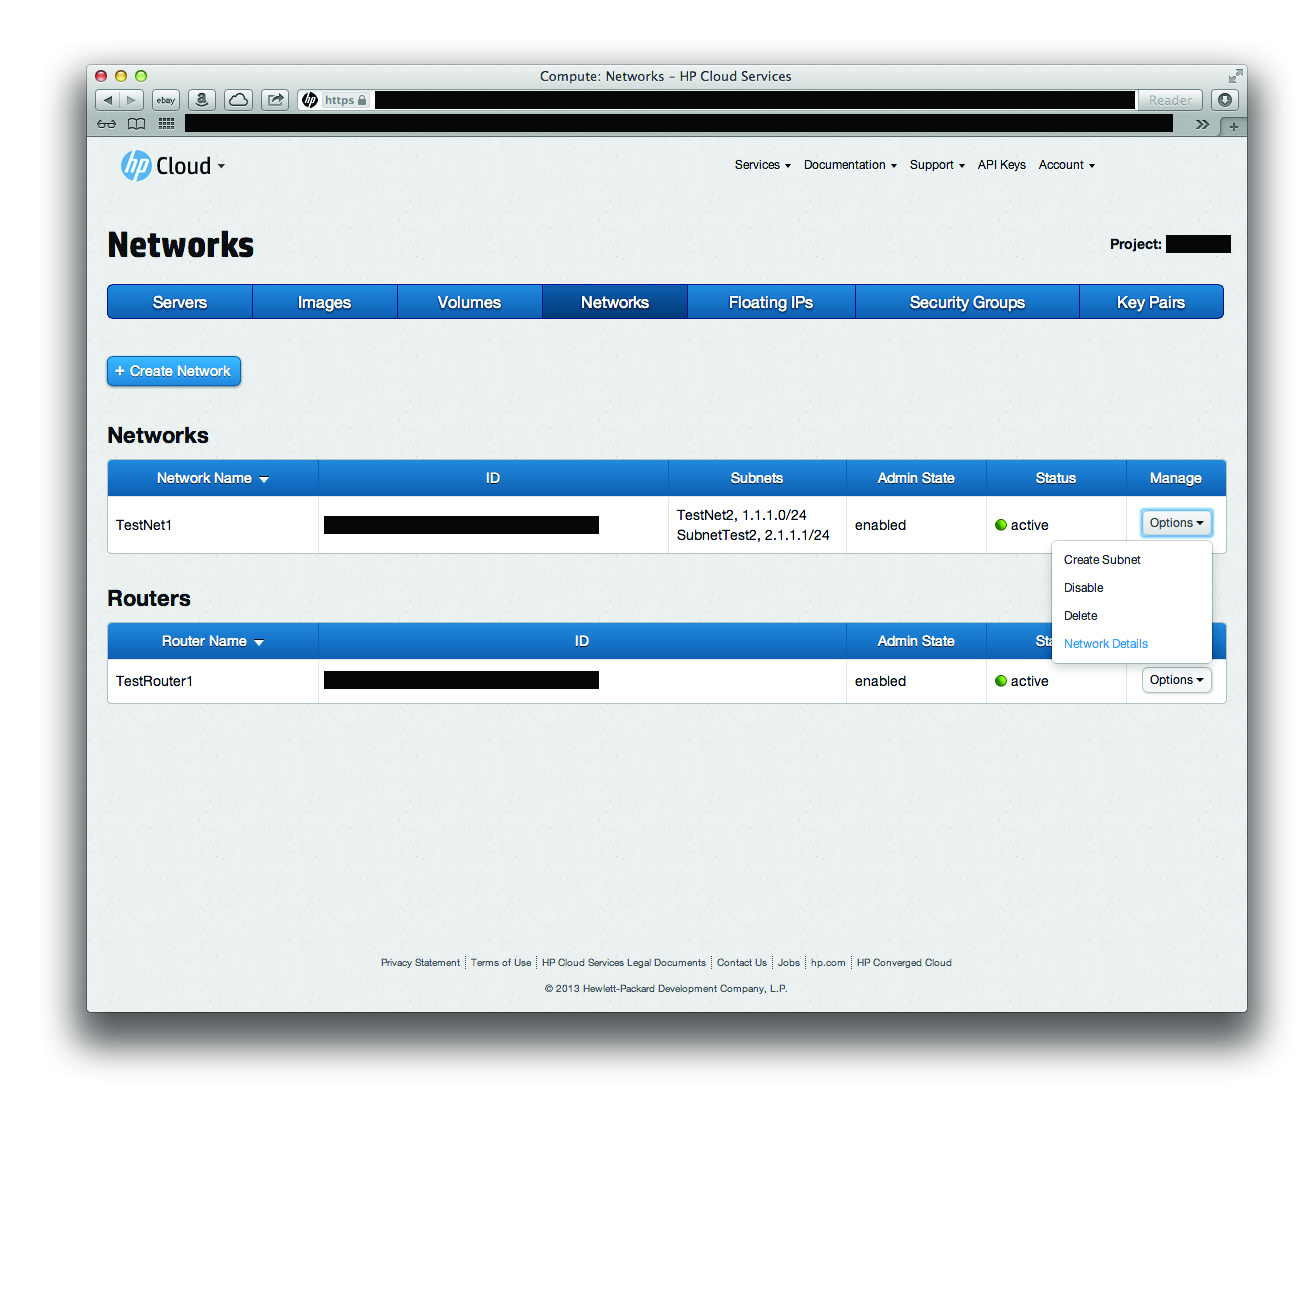 Compute: Networks – HP Cloud Services
ebay a hp https Reader
hp Cloud Services Documentation Support API Keys Account
Networks Project:
Servers Images Volumes Networks Floating IPs Security Groups Key Pairs
+ Create Network
Networks
Network Name ID Subnets Admin State Status Manage
TestNet1 TestNet2, 1.1.1.0/24 enabled active Options
SubnetTest2, 2.1.1.1/24
Create Subnet
Disable
Delete
Network Details
Routers
Router Name ID Admin State Sta
TestRouter1 enabled active Options
Privacy Statement Terms of Use HP Cloud Services Legal Documents Contact Us Jobs hp.com HP Converged Cloud
© 2013 Hewlett-Packard Development Company, L.P.